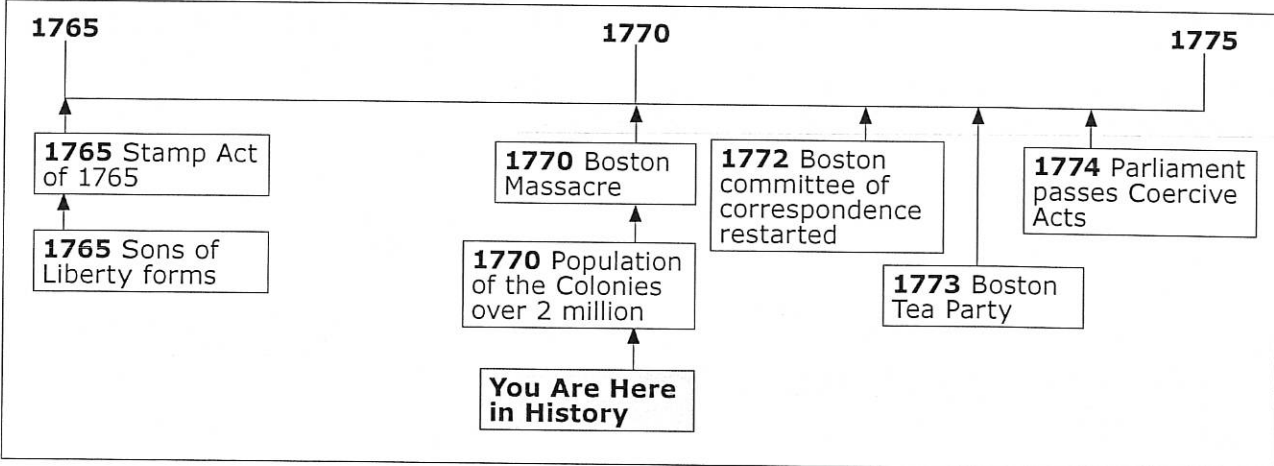 1765
1770
1775
1765 Stamp Act
of 1765
1765 Sons of
Liberty forms
1770 Boston
Massacre
1770 Population
of the Colonies
over 2 million
You Are Here
in History
1772 Boston
committee of
correspondence
restarted
1773 Boston
Tea Party
1774 Parliament
passes Coercive
Acts